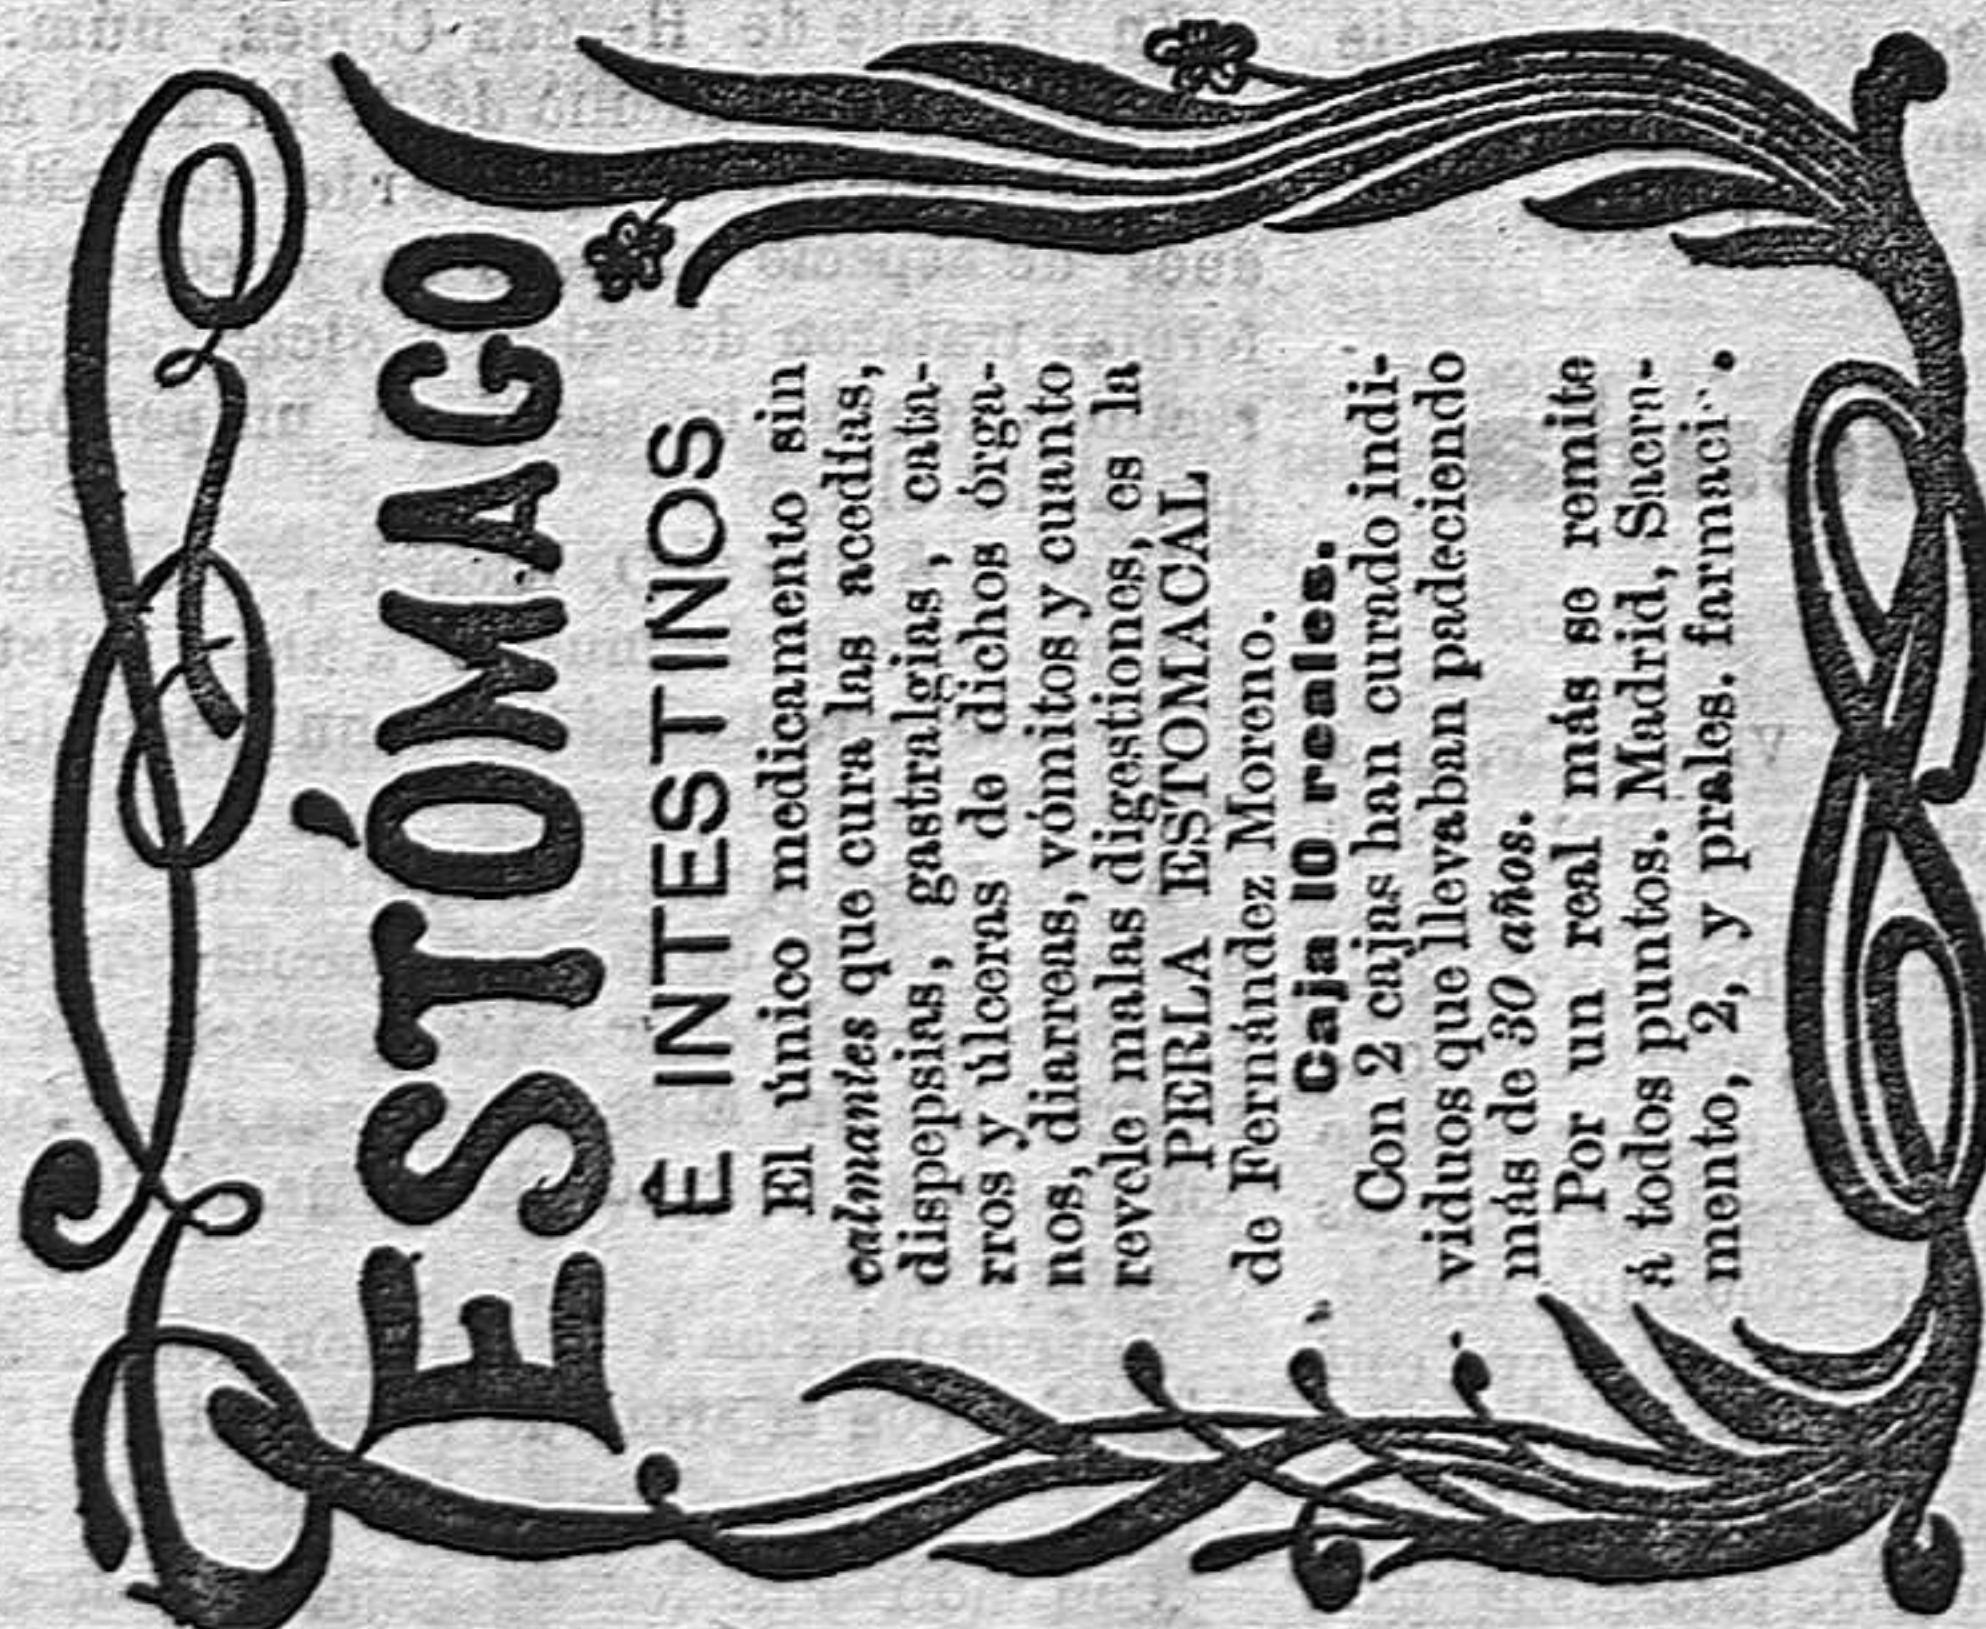 ESTÓMAGO
É INTESTINOS
El único medicamento sin
calmantes que cura las acedías,
dispepsias, gastralgias, cata-
rros y úlceras de dichos órga-
nos, diarreas, vómitos y cuanto
revele malas digestiones, es la
PERLA ESTOMACAL
de Fernández Moreno.
Caja 10 reales.
Con 2 cajas han curado indi-
viduos que llevaban padeciendo
más de 30 años.
Por un real más se remite
á todos puntos. Madrid, Sacra-
mento, 2, y prales. farmaci